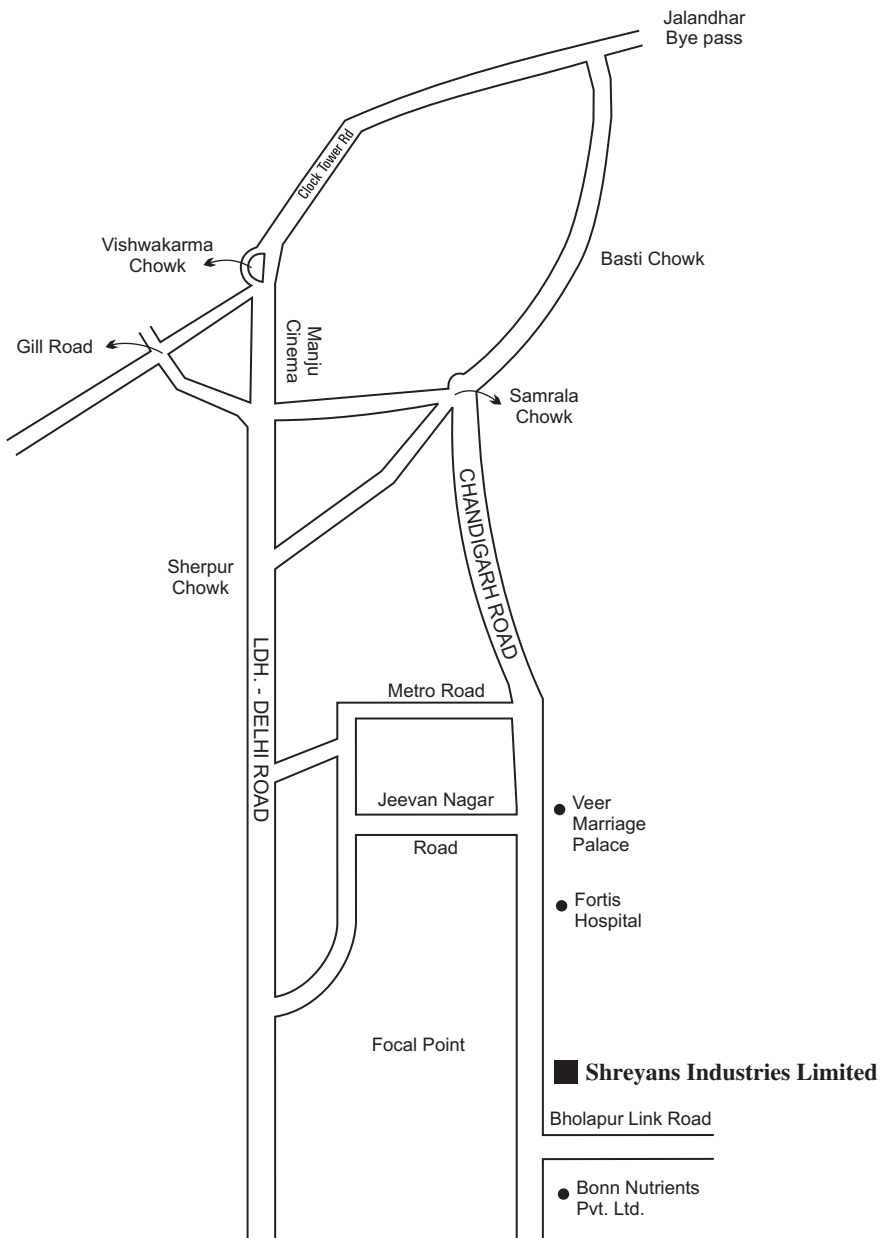 Jalandhar
Bye pass
Clock Tower Rd
Vishwakarma
Chowk
Basti Chowk
Gill Road
Manju
Cinema
Samrala
Chowk
CHANDIGARH ROAD
Sherpur
Chowk
LDH. - DELHI ROAD
Metro Road
Jeevan Nagar
Road
Veer
Marriage
Palace
Fortis
Hospital
Focal Point
Shreyans Industries Limited
Bholapur Link Road
Bonn Nutrients
Pvt. Ltd.